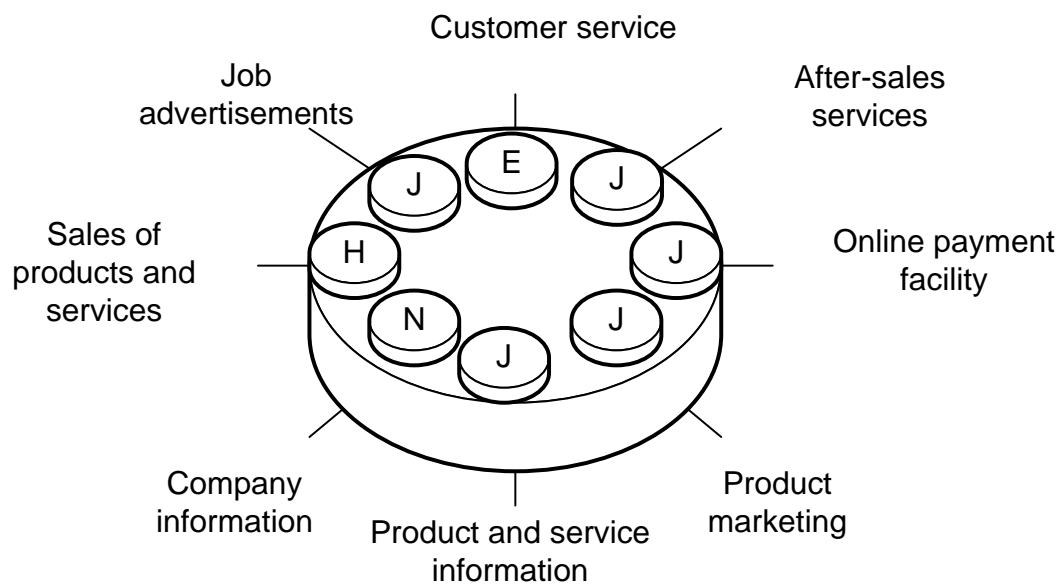 Customer service
Job
advertisements
After-sales
services
E
J
J
Sales of
products and
services
H
J
Online payment
facility
N
J
J
Company
information
Product
marketing
Product and service
information